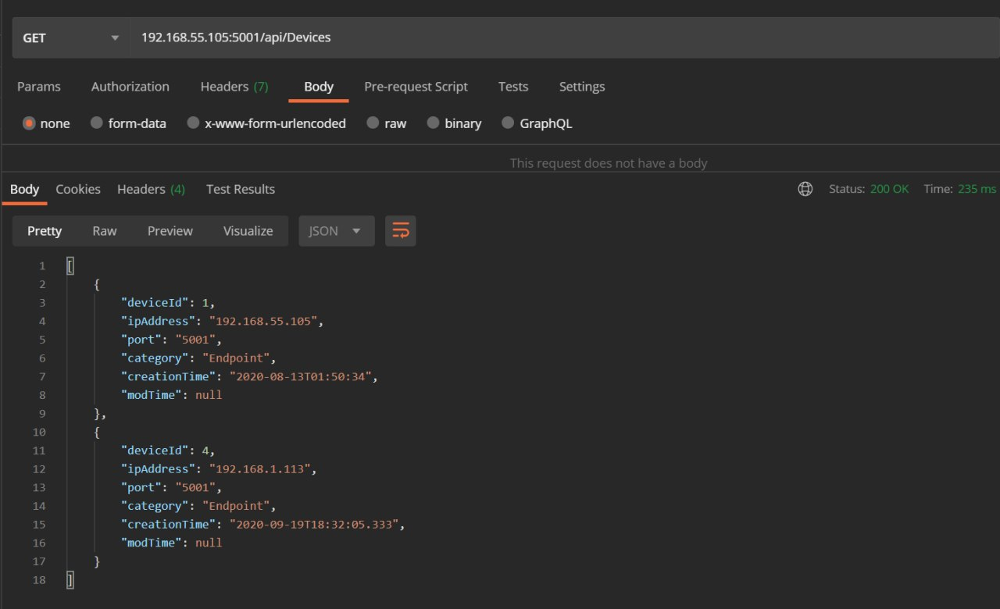 GET 192.168.55.105:5001/api/Devices
Params Authorization Headers (7) Body Pre-request Script Tests Settings
none form-data x-www-form-urlencoded raw binary GraphQL
This request does not have a body
Body Cookies Headers (4) Test Results Status: 200 OK Time: 235 ms
Pretty Raw Preview Visualize JSON
1 [
2 {
3 "deviceId": 1,
4 "ipAddress": "192.168.55.105",
5 "port": "5001",
6 "category": "Endpoint",
7 "creationTime": "2020-08-13T01:50:34",
8 "modTime": null
9 },
10 {
11 "deviceId": 4,
12 "ipAddress": "192.168.1.113",
13 "port": "5001",
14 "category": "Endpoint",
15 "creationTime": "2020-09-19T18:32:05.333",
16 "modTime": null
17 }
18 ]